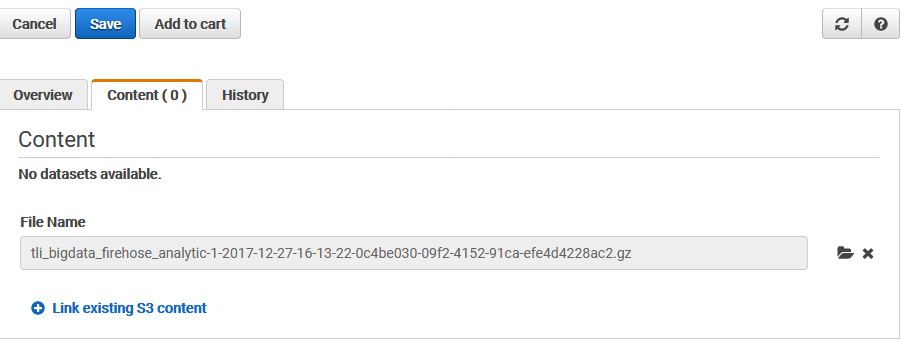 Cancel Save Add to cart
Overview Content ( 0 ) History
Content
No datasets available.
File Name
tli_bigdata_firehose_analytic-1-2017-12-27-16-13-22-0c4be030-09f2-4152-91ca-efe4d4228ac2.gz
Link existing S3 content